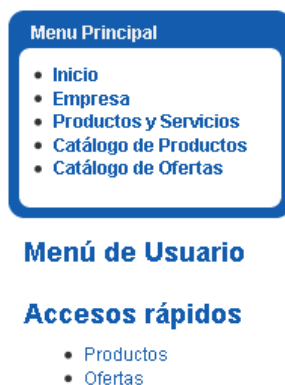 Menu Principal
Inicio
Empresa
Productos y Servicios
Catálogo de Productos
Catálogo de Ofertas
Menú de Usuario
Accesos rápidos
Productos
Ofertas